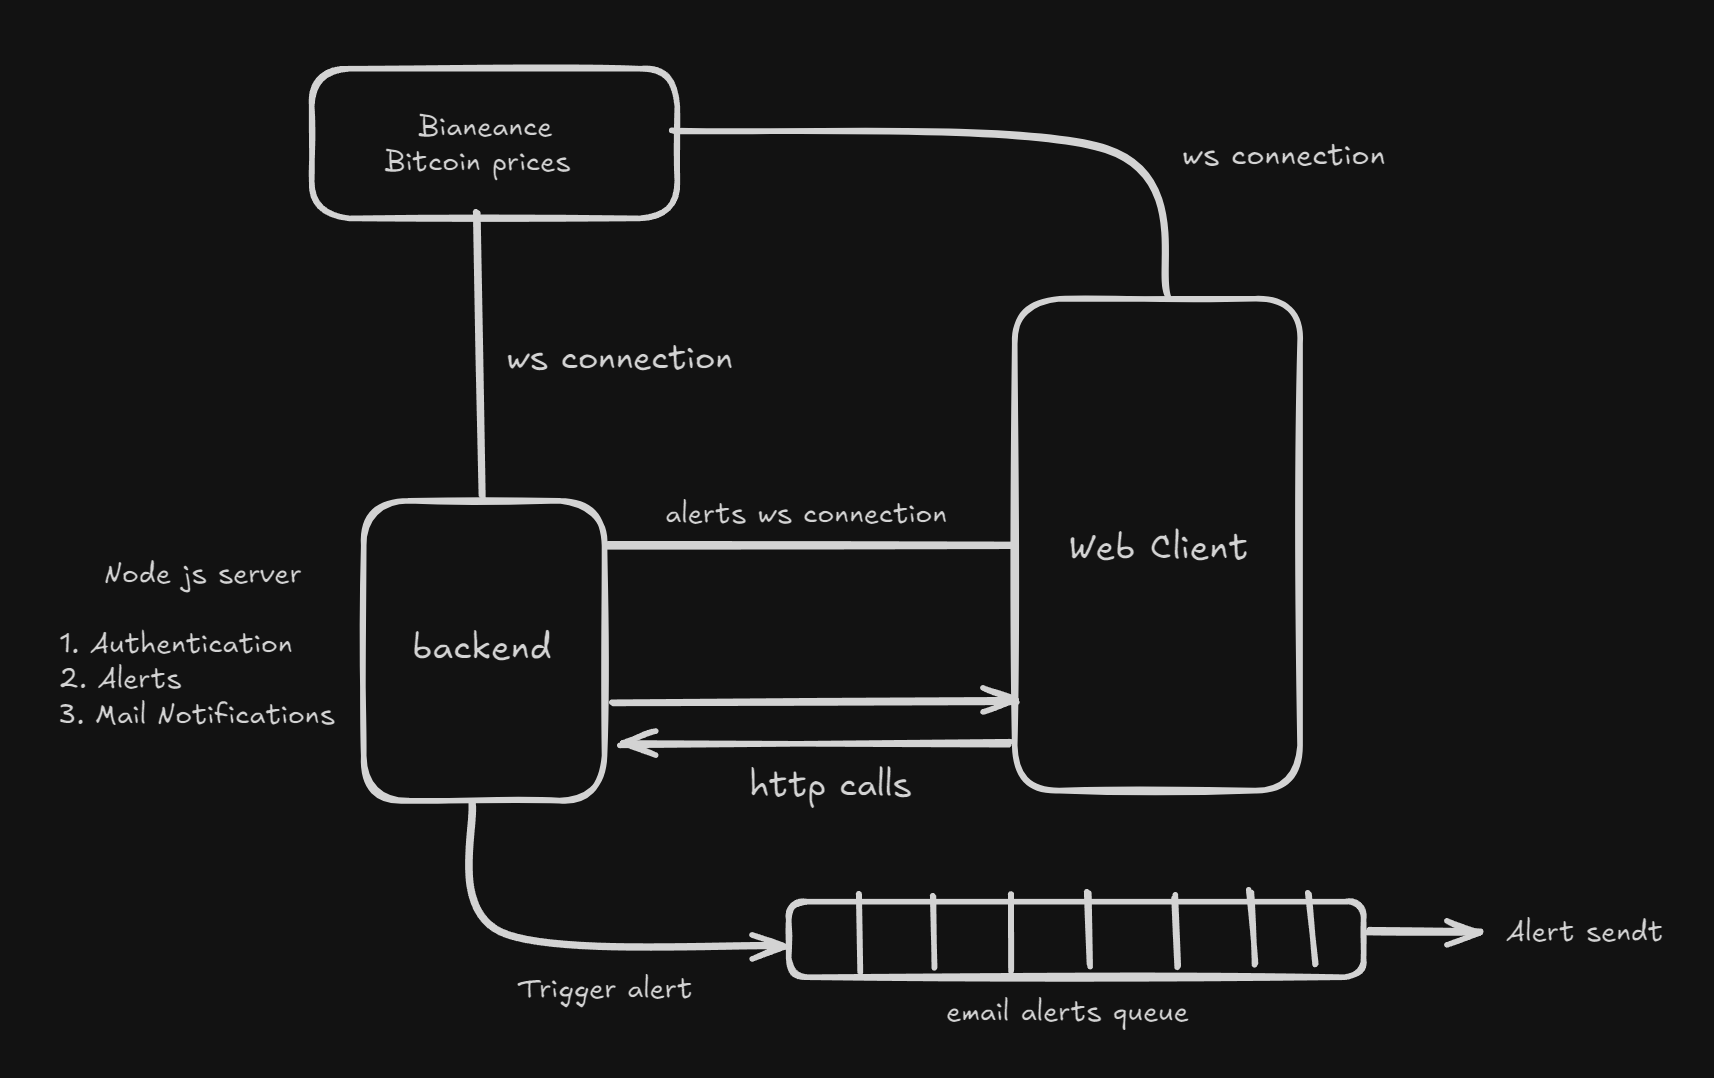 Bianeance
Bitcoin prices
ws connection
ws connection
alerts ws connection
Web Client
Node js server
1. Authentication
2. Alerts
3. Mail Notifications
backend
http calls
Trigger alert
email alerts queue
Alert sendt